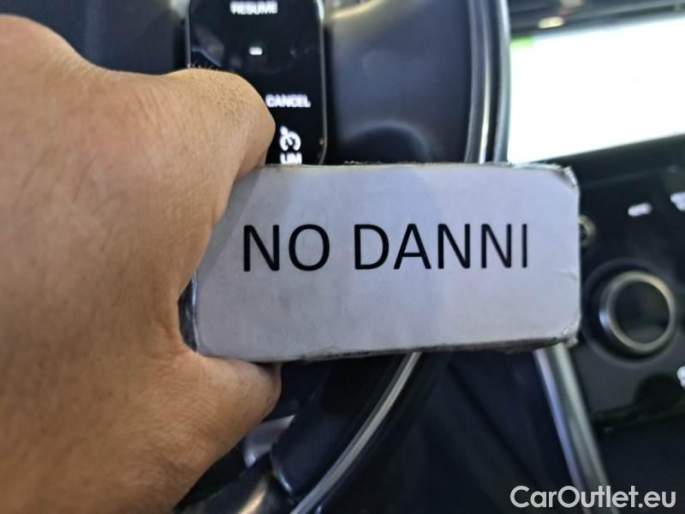 RESUME
-
CANCEL
LIM
NO DANNI
CarOutlet.eu